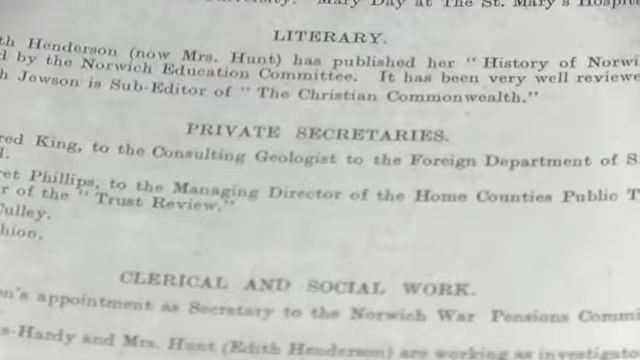 Mary Day at The St. Mary's Hospital
LITERARY.
th Henderson (now Mrs. Hunt) has published her "History of Norwi
d by the Norwich Education Committee. It has been very well reviewe
h Jewson is Sub-Editor of "The Christian Commonwealth."
PRIVATE SECRETARIES.
red King, to the Consulting Geologist to the Foreign Department of S.
l.
ret Phillips, to the Managing Director of the Home Counties Public T
r of the "Trust Review."
Culley.
hion.
CLERICAL AND SOCIAL WORK.
en's appointment as Secretary to the Norwich War Pensions Commi
s-Hardy and Mrs. Hunt (Edith Henderson) are working as investigato